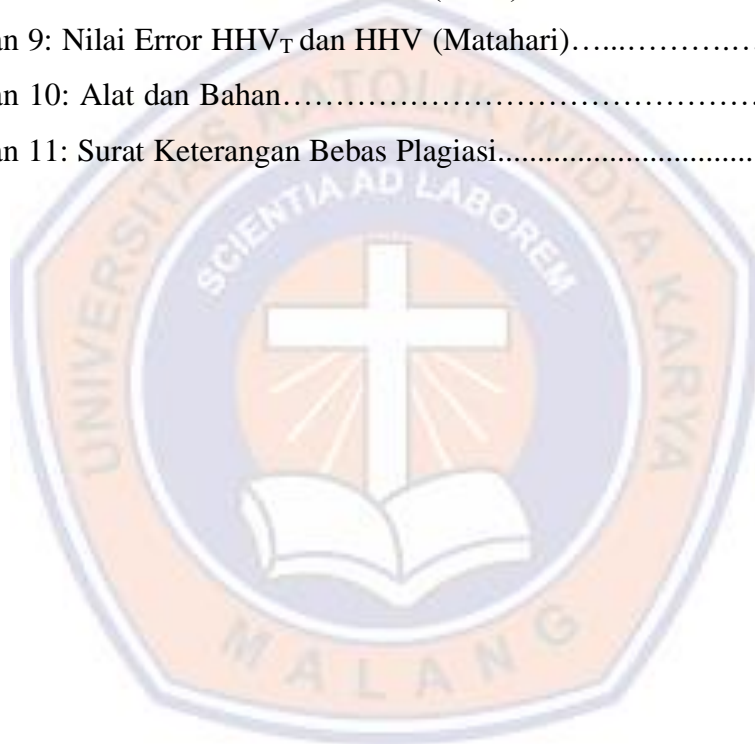 an 9: Nilai Error HHVT dan HHV (Matahari)…..……….…
an 10: Alat dan Bahan……………………………………
an 11: Surat Keterangan Bebas Plagiasi................................
UNIVERSITAS KATOLIK WIDYA KARYA
SCIENTIA AD LABOREM
MALANG